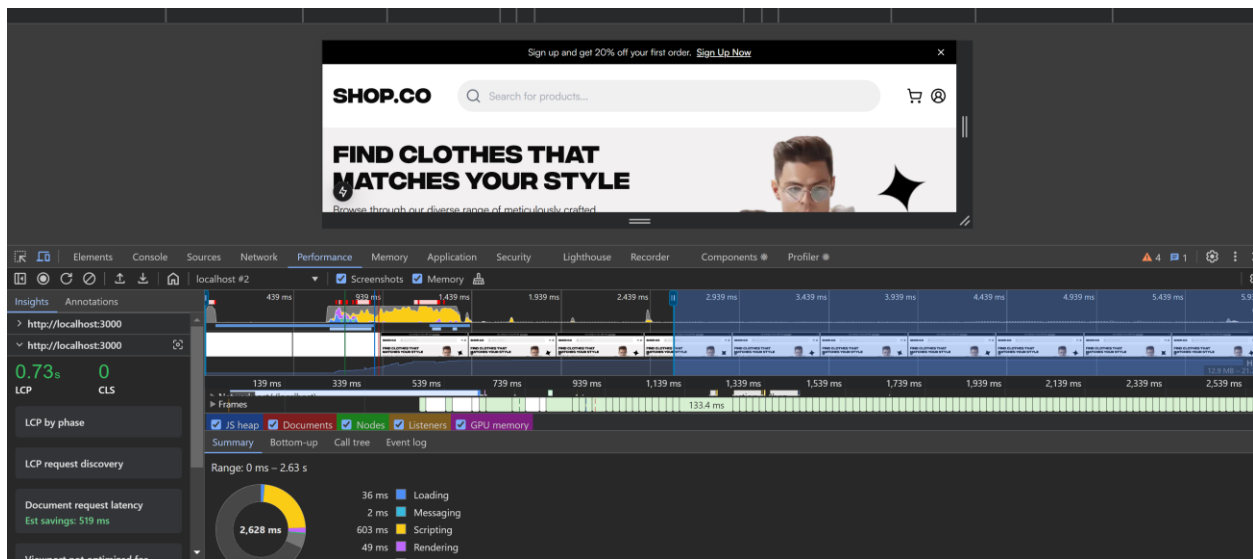 Sign up and get 20% off your first order. Sign Up Now ×
SHOP.CO Search for products...
FIND CLOTHES THAT
MATCHES YOUR STYLE
Browse through our diverse range of meticulously crafted
Elements Console Sources Network Performance Memory Application Security Lighthouse Recorder Components Profiler 4 1
localhost #2 Screenshots Memory
Insights Annotations
439 ms 939 ms 1,439 ms 1,939 ms 2,439 ms 2,939 ms 3,439 ms 3,939 ms 4,439 ms 4,939 ms 5,439 ms
http://localhost:3000
http://localhost:3000
0.73s 0
LCP CLS
139 ms 339 ms 539 ms 739 ms 939 ms 1,139 ms 1,339 ms 1,539 ms 1,739 ms 1,939 ms 2,139 ms 2,339 ms 2,539 ms
Frames 133.4 ms
LCP by phase
JS heap Documents Nodes Listeners GPU memory
Summary Bottom-up Call tree Event log
LCP request discovery
Range: 0 ms – 2.63 s
Document request latency
Est savings: 519 ms
2,628 ms
36 ms Loading
2 ms Messaging
603 ms Scripting
49 ms Rendering